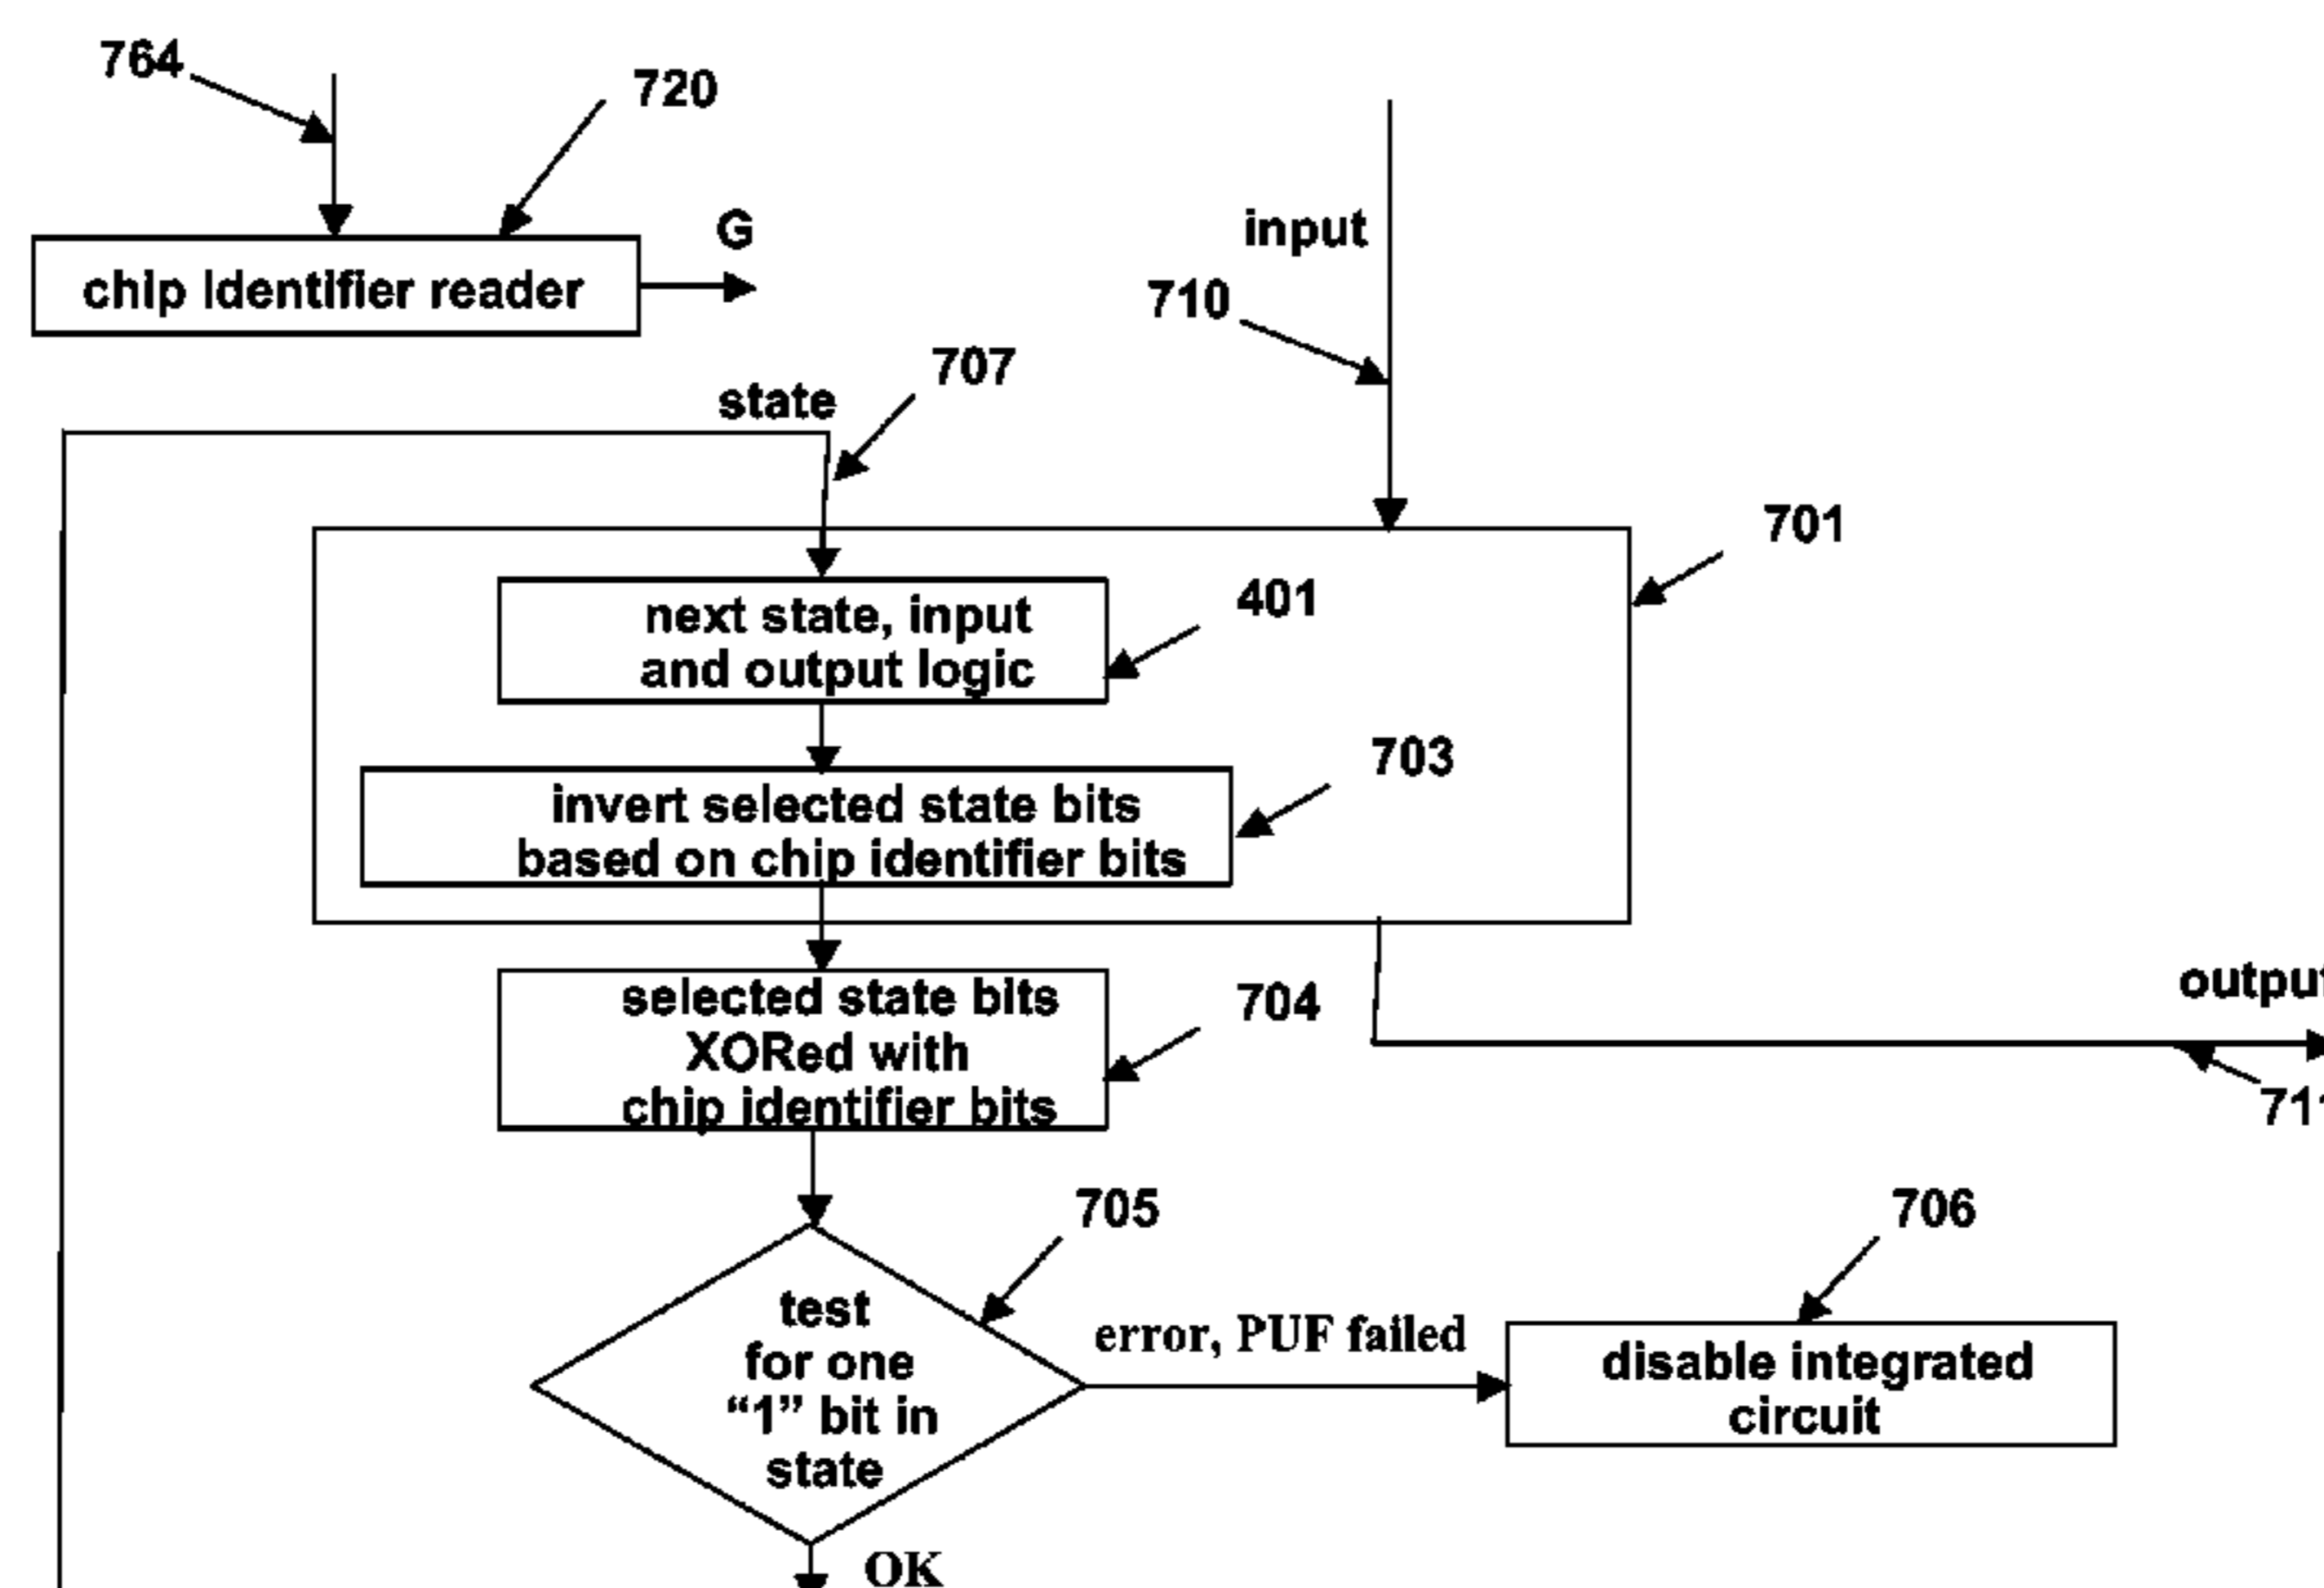 764
720
G
input
chip identifier reader
710
707
state
701
next state, input
and output logic
401
703
invert selected state bits
based on chip identifier bits
selected state bits
XORed with
chip identifier bits
704
output
705
706
test
for one
“1” bit in
state
error, PUF failed
disable integrated
circuit
OK